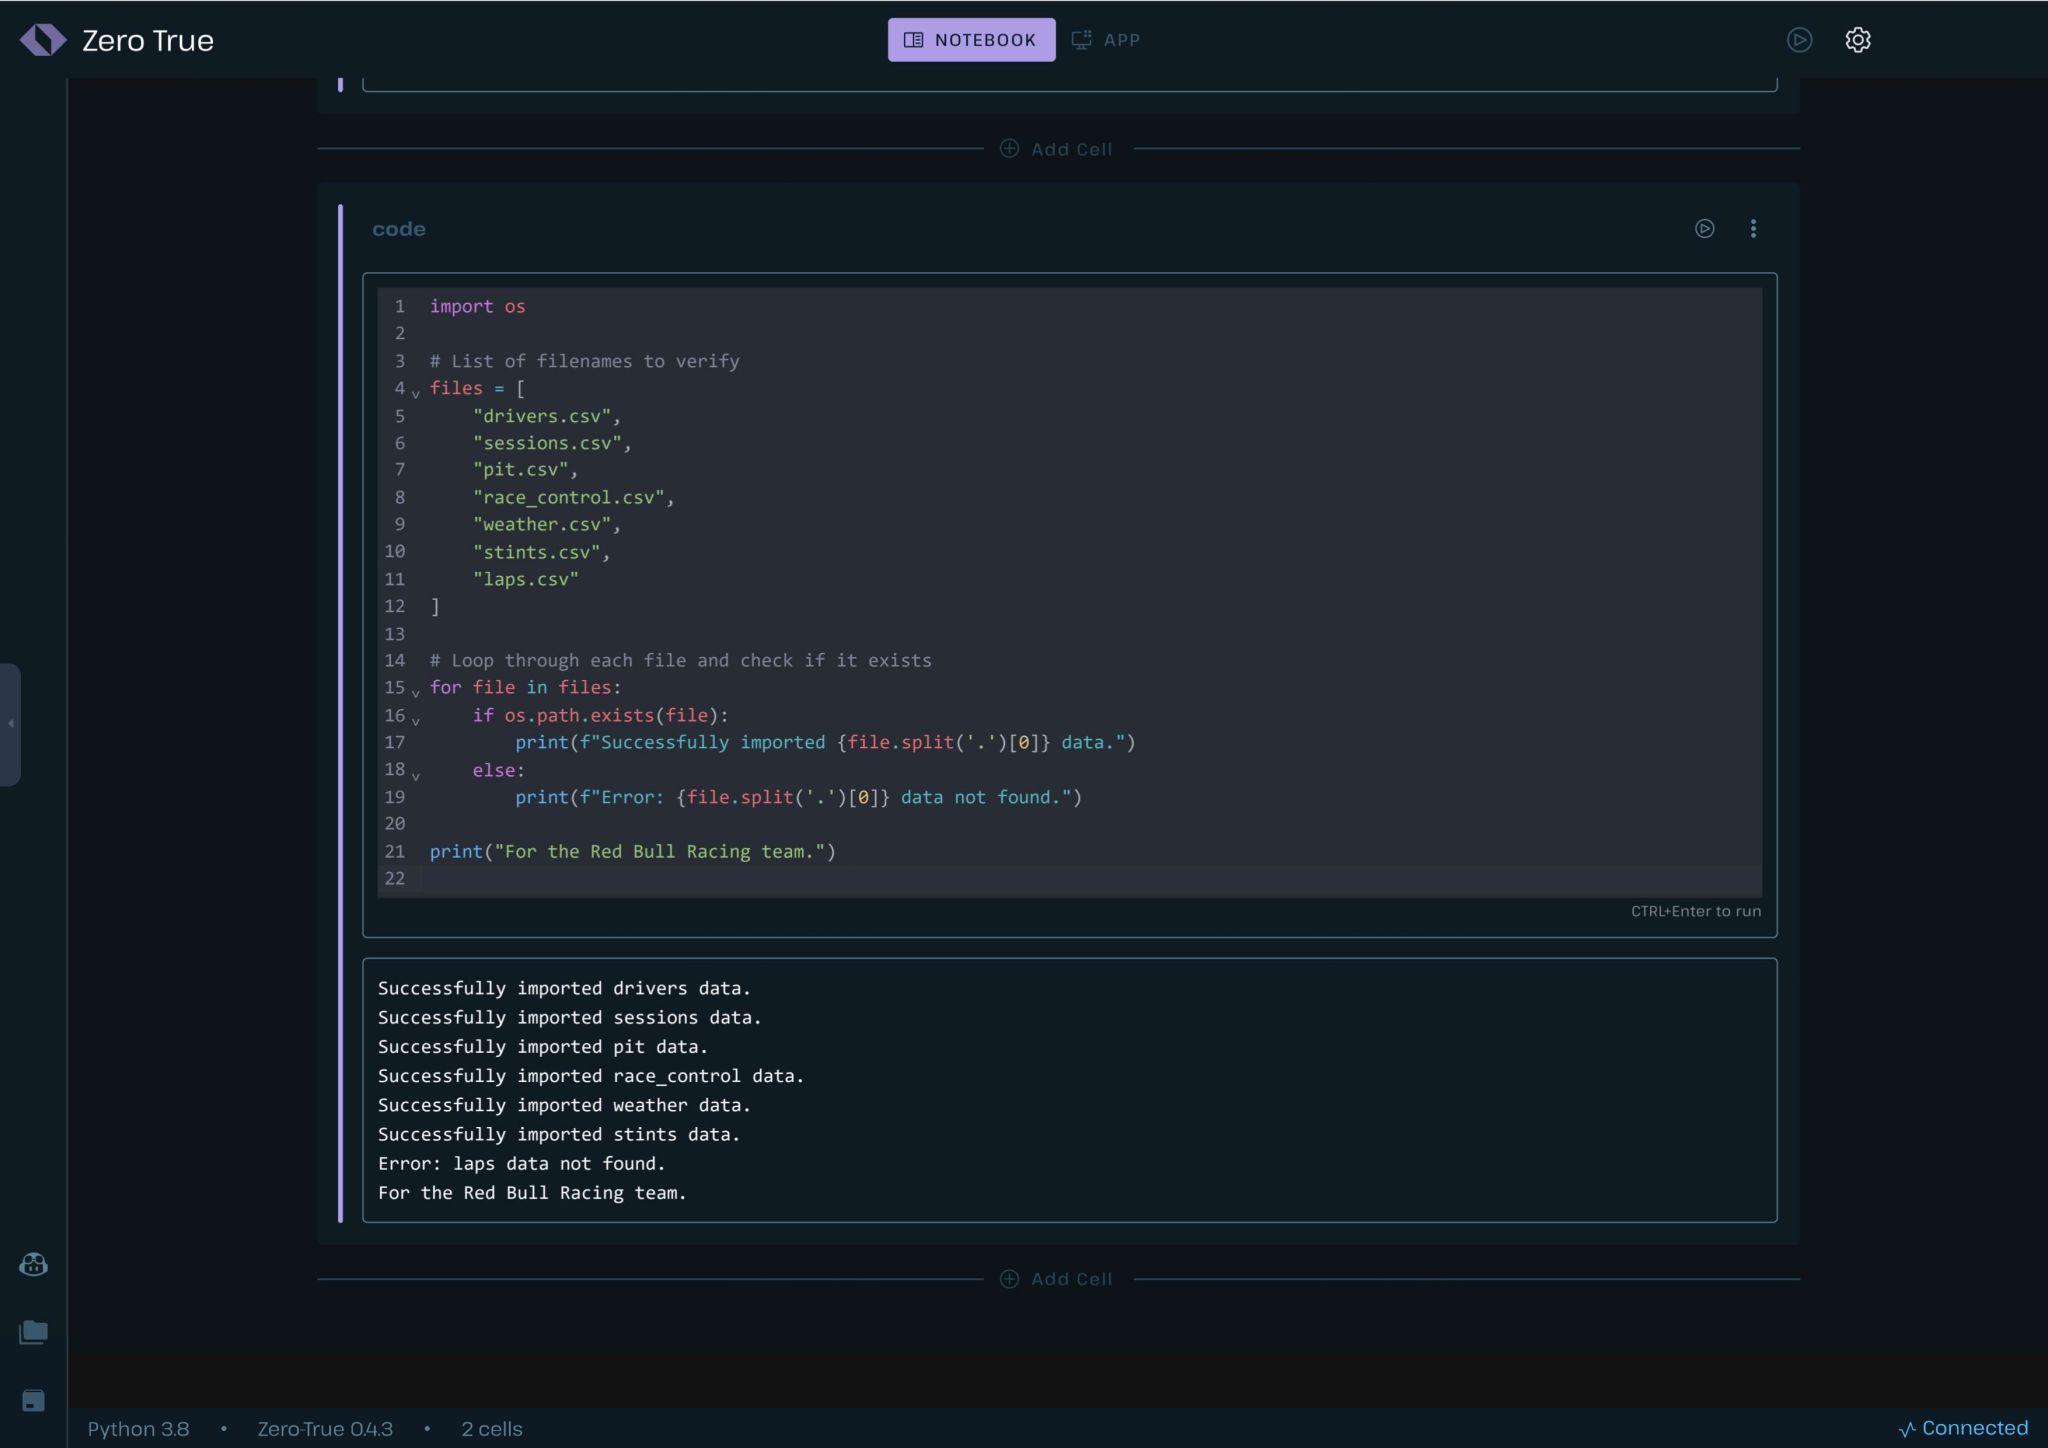 Zero True
NOTEBOOK
APP
Add Cell
code
1 import os
2
3 # List of filenames to verify
4 files = [
5     "drivers.csv",
6     "sessions.csv",
7     "pit.csv",
8     "race_control.csv",
9     "weather.csv",
10     "stints.csv",
11     "laps.csv"
12 ]
13
14 # Loop through each file and check if it exists
15 for file in files:
16     if os.path.exists(file):
17         print(f"Successfully imported {file.split('.')[0]} data.")
18     else:
19         print(f"Error: {file.split('.')[0]} data not found.")
20
21 print("For the Red Bull Racing team.")
22
CTRL+Enter to run
Successfully imported drivers data.
Successfully imported sessions data.
Successfully imported pit data.
Successfully imported race_control data.
Successfully imported weather data.
Successfully imported stints data.
Error: laps data not found.
For the Red Bull Racing team.
Add Cell
Python 3.8 • Zero-True 0.4.3 • 2 cells
Connected